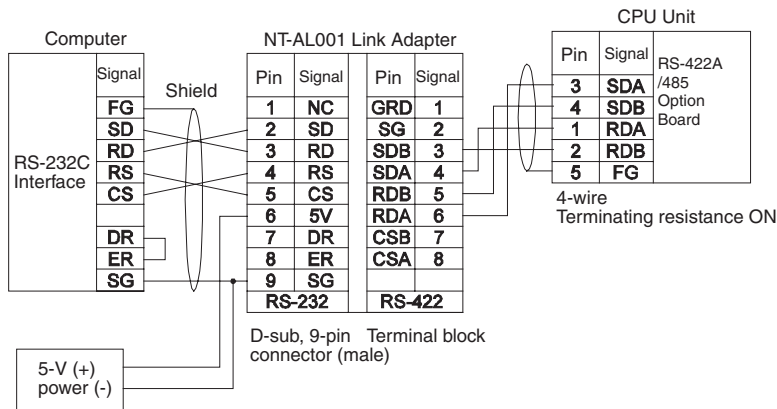 CPU Unit
Computer
NT-AL001 Link Adapter
Pin Signal
RS-422A
/485
Option
Board
3 SDA
4 SDB
1 RDA
2 RDB
5 FG
4-wire
Terminating resistance ON
Signal
Shield
RS-232C
Interface
FG
SD
RD
RS
CS
DR
ER
SG
Pin Signal Pin Signal
1 NC GRD 1
2 SD SG 2
3 RD SDB 3
4 RS SDA 4
5 CS RDB 5
6 5V RDA 6
7 DR CSB 7
8 ER CSA 8
9 SG
RS-232 RS-422
D-sub, 9-pin
connector (male)
Terminal block
5-V (+)
power (-)